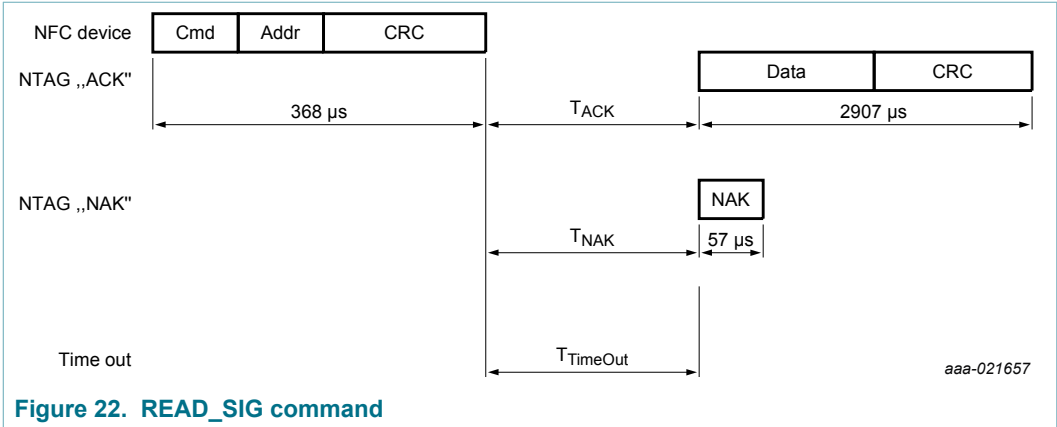 NFC device Cmd Addr CRC
NTAG ,,ACK" Data CRC
368 µs TACK 2907 µs
NTAG ,,NAK" NAK
TNAK 57 µs
Time out TTimeOut aaa-021657
Figure 22. READ_SIG command